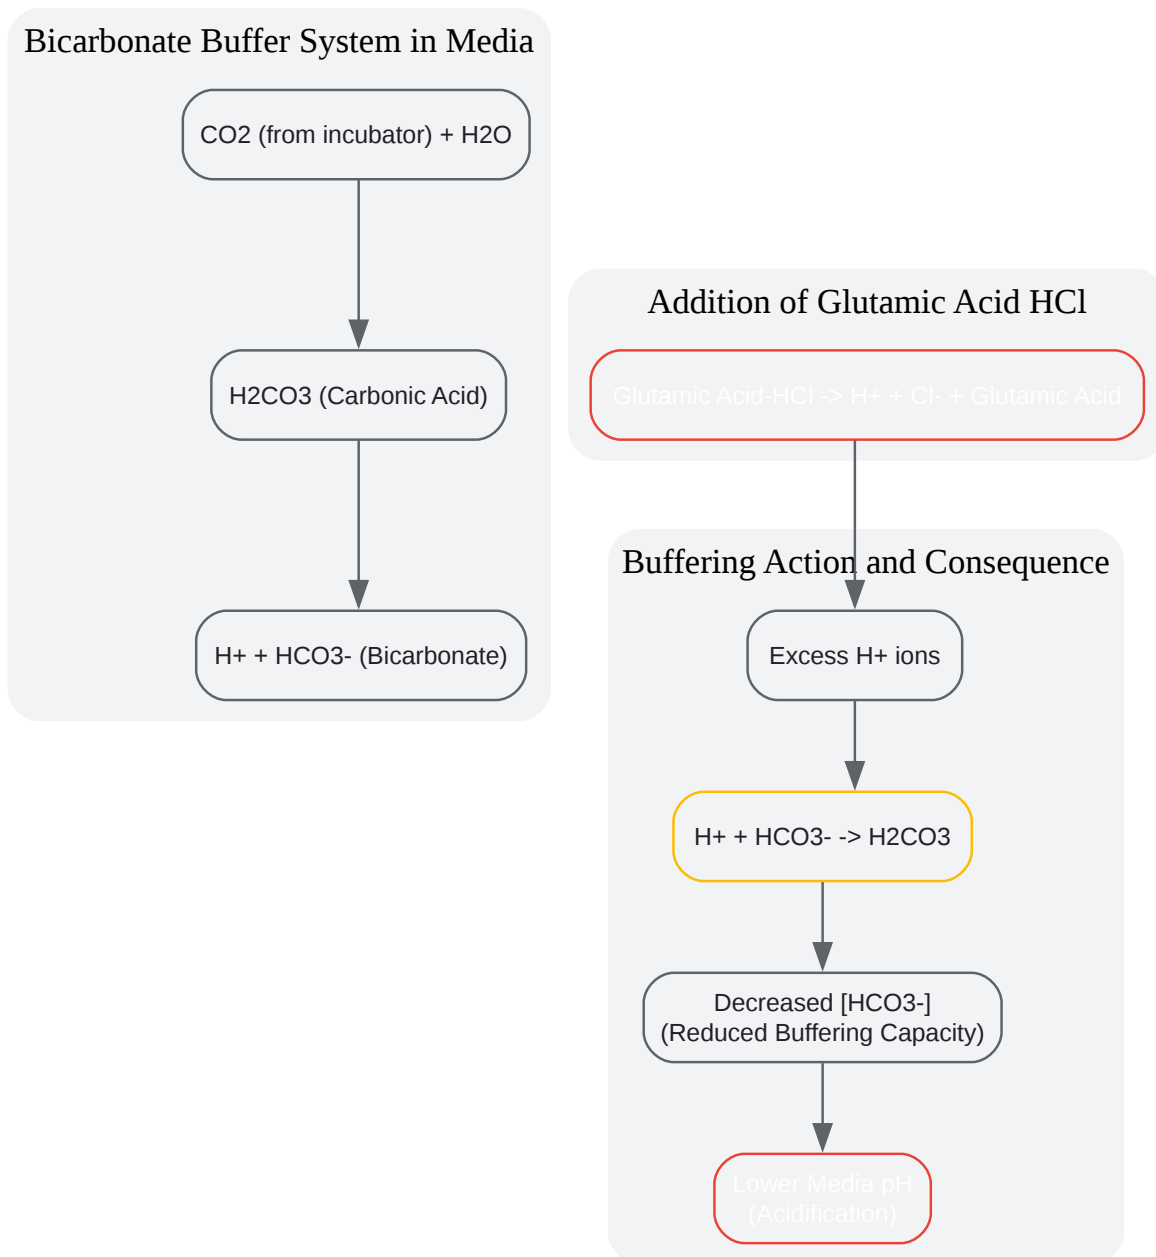 Bicarbonate Buffer System in Media
CO2 (from incubator) + H2O
H2CO3 (Carbonic Acid)
H+ + HCO3- (Bicarbonate)
Addition of Glutamic Acid HCl
Glutamic Acid-HCl -> H+ + Cl- + Glutamic Acid
Buffering Action and Consequence
Excess H+ ions
H+ + HCO3- -> H2CO3
Decreased [HCO3-]
(Reduced Buffering Capacity)
Lower Media pH
(Acidification)